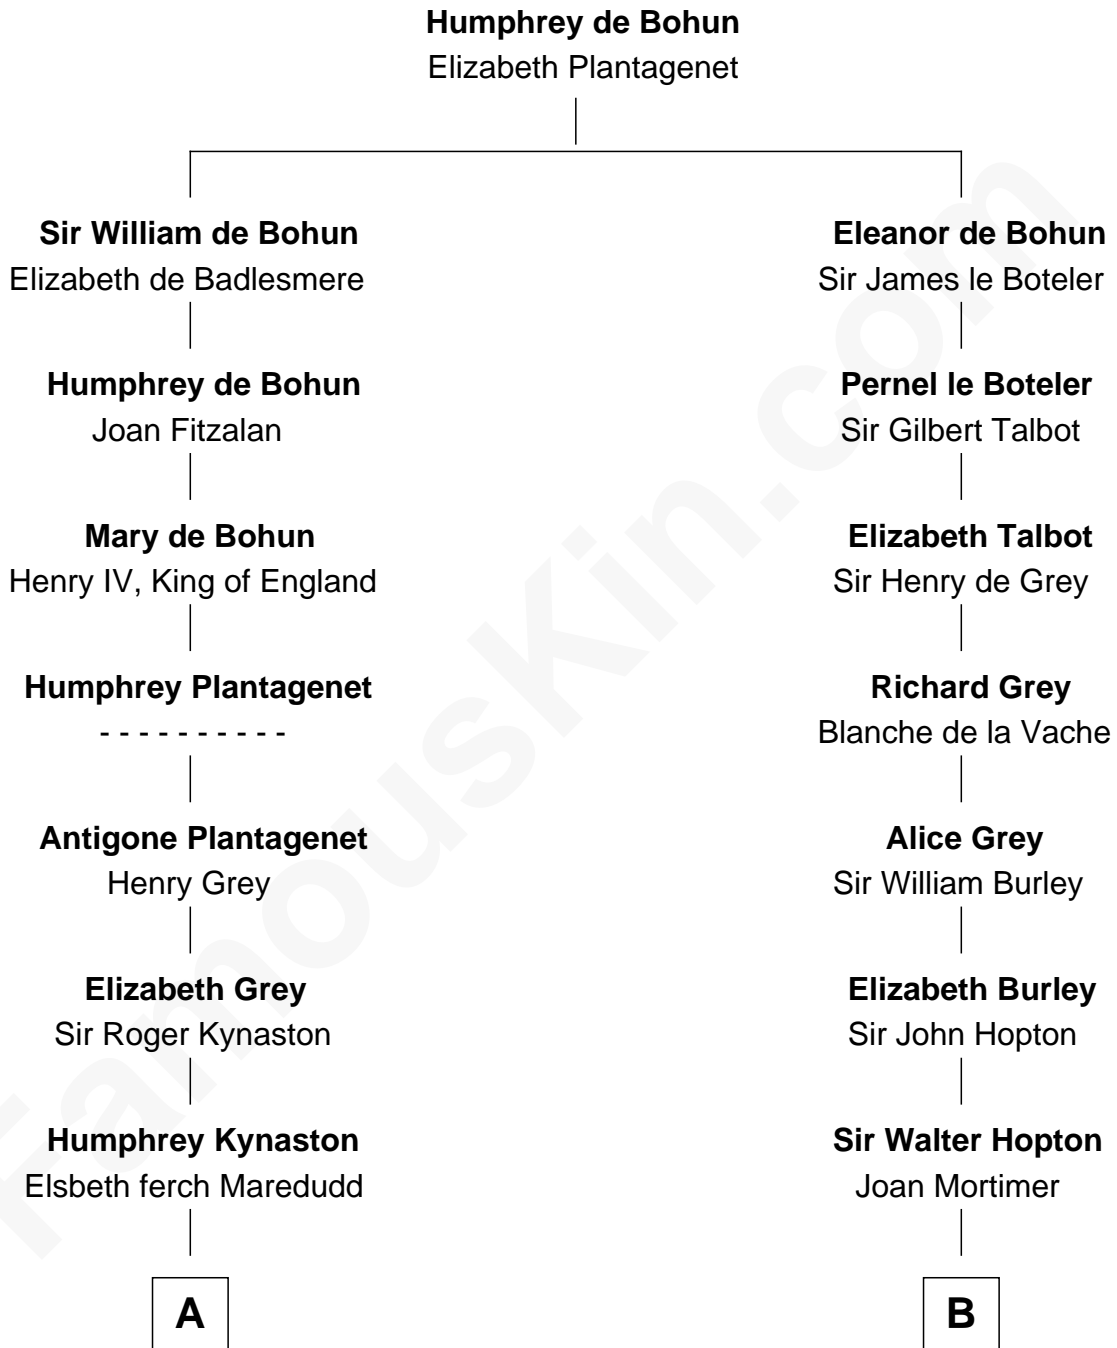 Humphrey de Bohun
Elizabeth Plantagenet
Sir William de Bohun
Elizabeth de Badlesmere
Eleanor de Bohun
Sir James le Boteler
Humphrey de Bohun
Joan Fitzalan
Pernel le Boteler
Sir Gilbert Talbot
Mary de Bohun
Henry IV, King of England
Elizabeth Talbot
Sir Henry de Grey
Humphrey Plantagenet
- - - - - - - - - -
Richard Grey
Blanche de la Vache
Antigone Plantagenet
Henry Grey
Alice Grey
Sir William Burley
Elizabeth Grey
Sir Roger Kynaston
Elizabeth Burley
Sir John Hopton
Humphrey Kynaston
Elsbeth ferch Maredudd
Sir Walter Hopton
Joan Mortimer
A
B
FamousKin.com